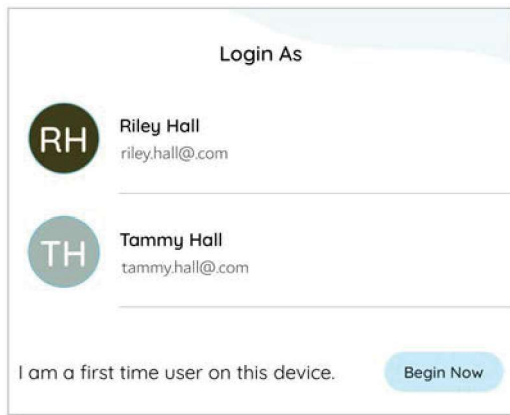 Login As
RH
Riley Hall
riley.hall@.com
TH
Tammy Hall
tammy.hall@.com
I am a first time user on this device.
Begin Now